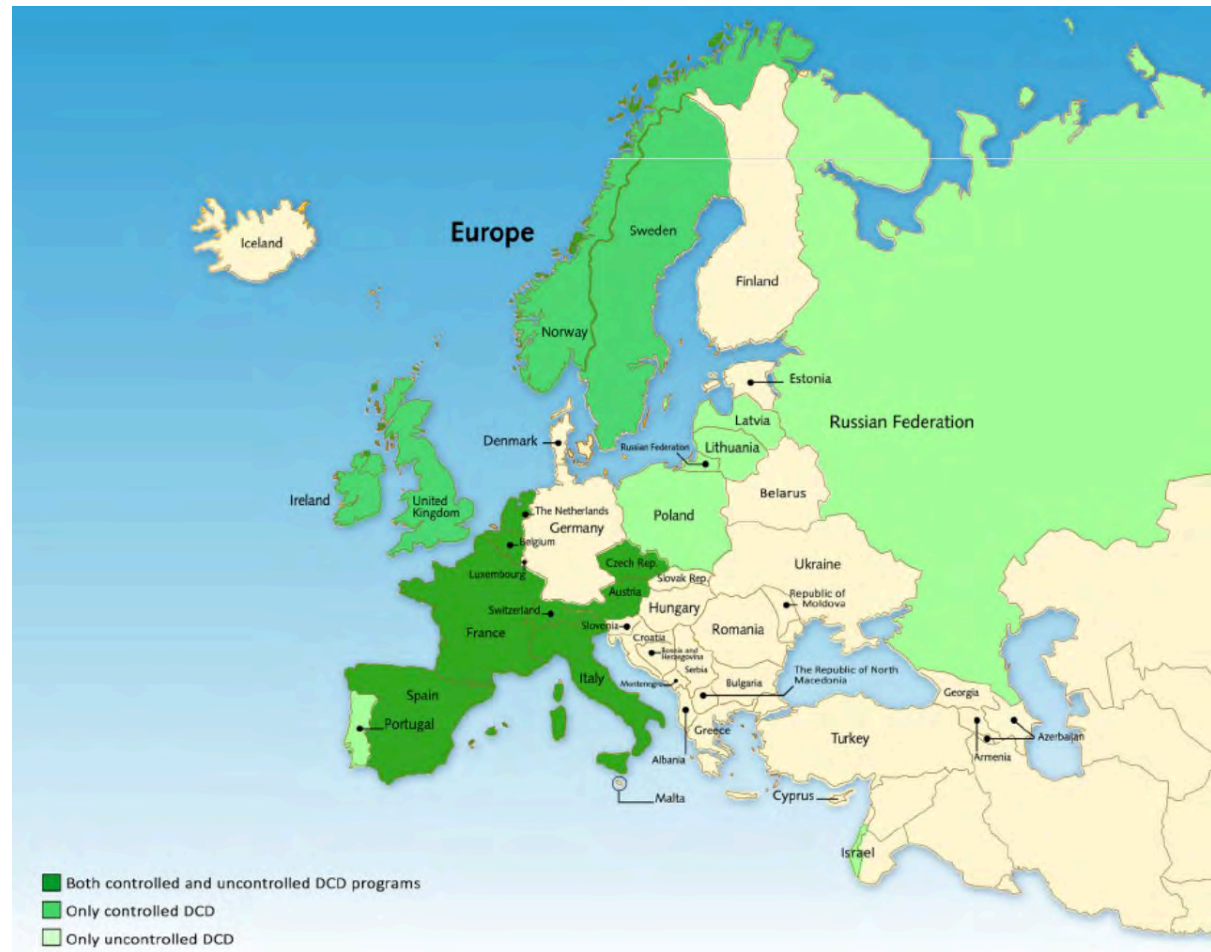 Iceland
Europe
Sweden
Finland
Norway
Estonia
Latvia
Russian Federation
Denmark
Russian Federation
Lithuania
Belarus
Ireland
United
Kingdom
The Netherlands
Germany
Poland
Belgium
Czech Rep.
Ukraine
Luxembourg
Slovak Rep.
Austria
Republic of
Moldova
Switzerland
Hungary
France
Slovenia
Romania
Croatia
Bosnia and
Herzegovina
Serbia
The Republic of North
Macedonia
Italy
Montenegro
Bulgaria
Spain
Georgia
Portugal
Greece
Turkey
Azerbaijan
Albania
Armenia
Malta
Cyprus
Israel
Both controlled and uncontrolled DCD programs
Only controlled DCD
Only uncontrolled DCD